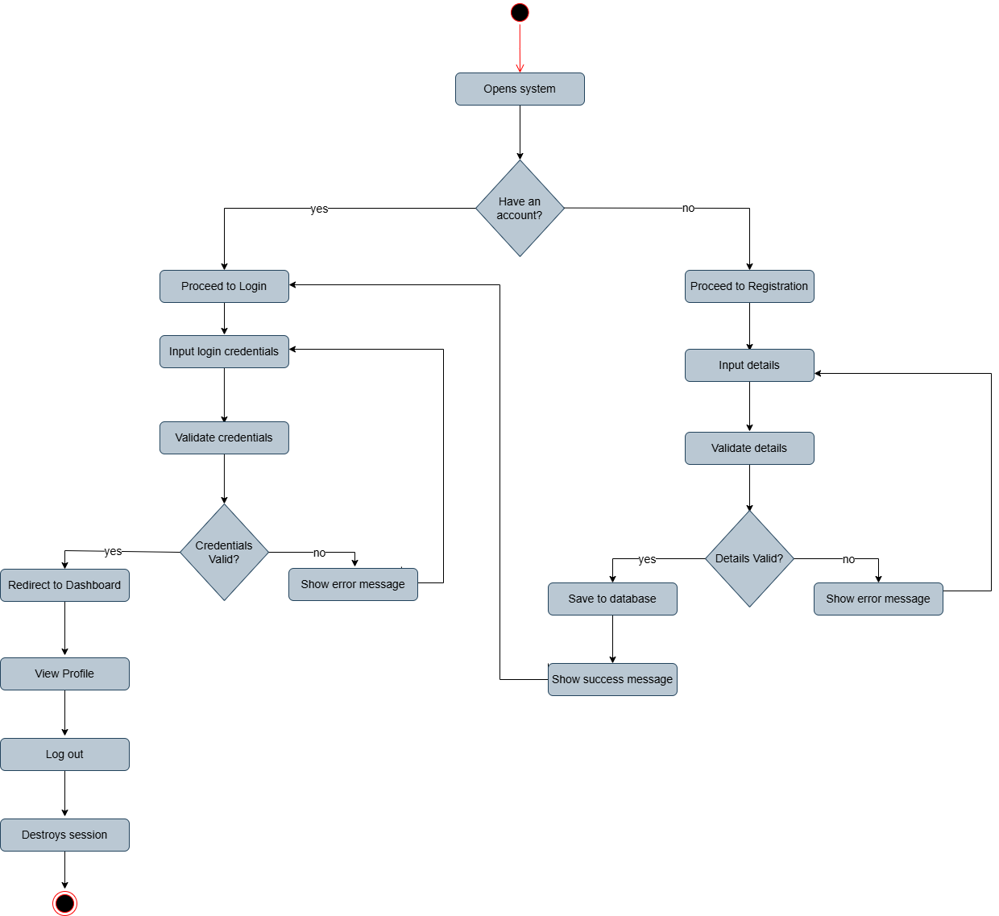 Opens system
Have an
account?
yes
no
Proceed to Login
Proceed to Registration
Input login credentials
Input details
Validate credentials
Validate details
Credentials
Valid?
yes
no
Details Valid?
yes
no
Redirect to Dashboard
Show error message
Save to database
Show error message
View Profile
Show success message
Log out
Destroys session